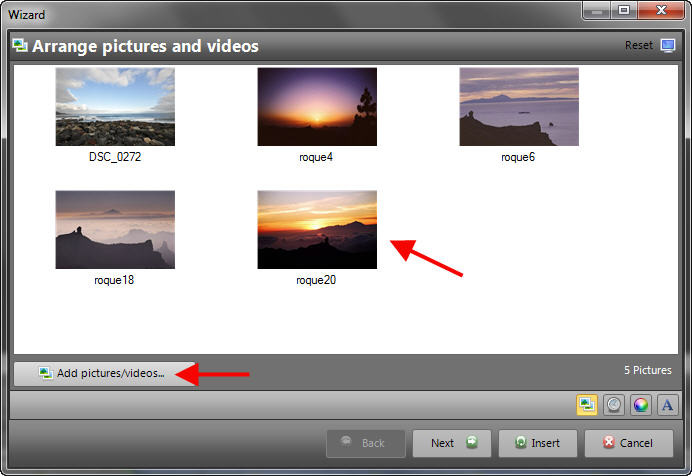 Wizard
Arrange pictures and videos
Reset
DSC_0272
roque4
roque6
roque18
roque20
Add pictures/videos...
5 Pictures
A
Back
Next
Insert
Cancel